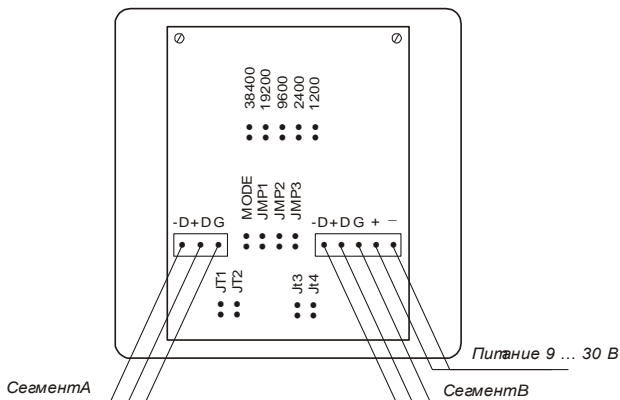 38400
19200
9600
2400
1200
MODE
JMP1
JMP2
JMP3
-D+DG
-D+DG + −
JT1
JT2
Jt3
Jt4
Питание 9 ... 30 В
СегментА
СегментВ